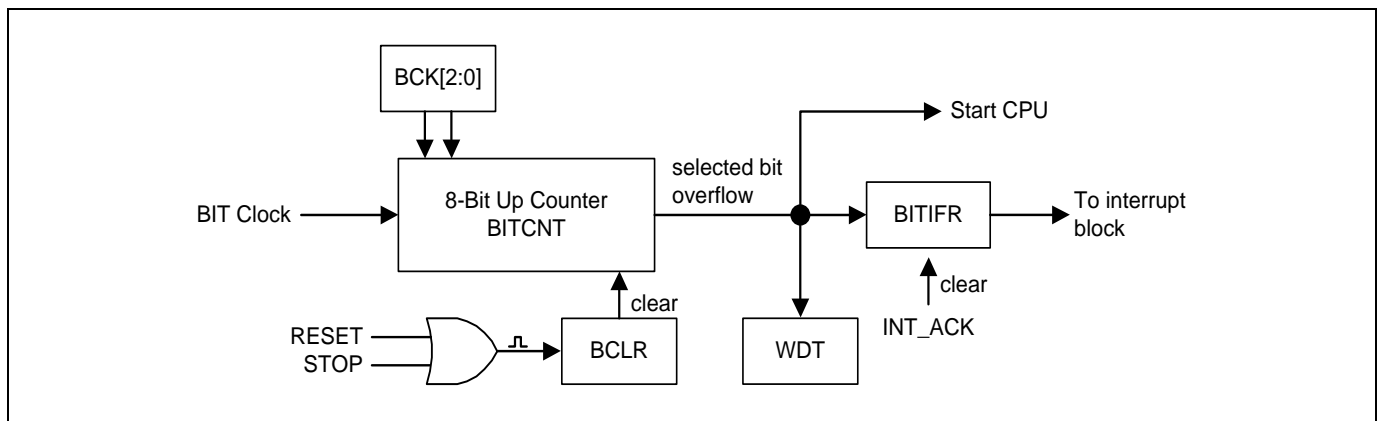 BCK[2:0]
Start CPU
selected bit
overflow
BIT Clock
8-Bit Up Counter
BITCNT
BITIFR
To interrupt
block
clear
clear
RESET
STOP
BCLR
WDT
INT_ACK